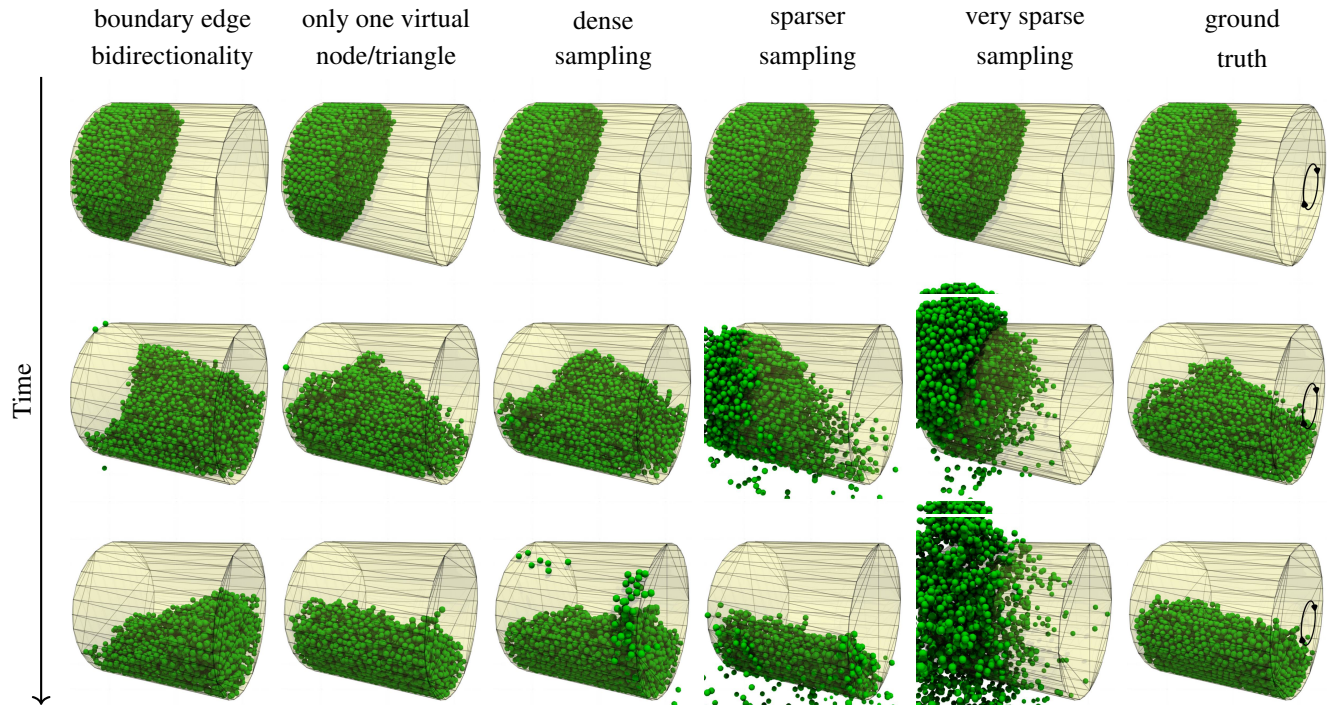 boundary edge
bidirectionality
only one virtual
node/triangle
dense
sampling
sparser
sampling
very sparse
sampling
ground
truth
Time